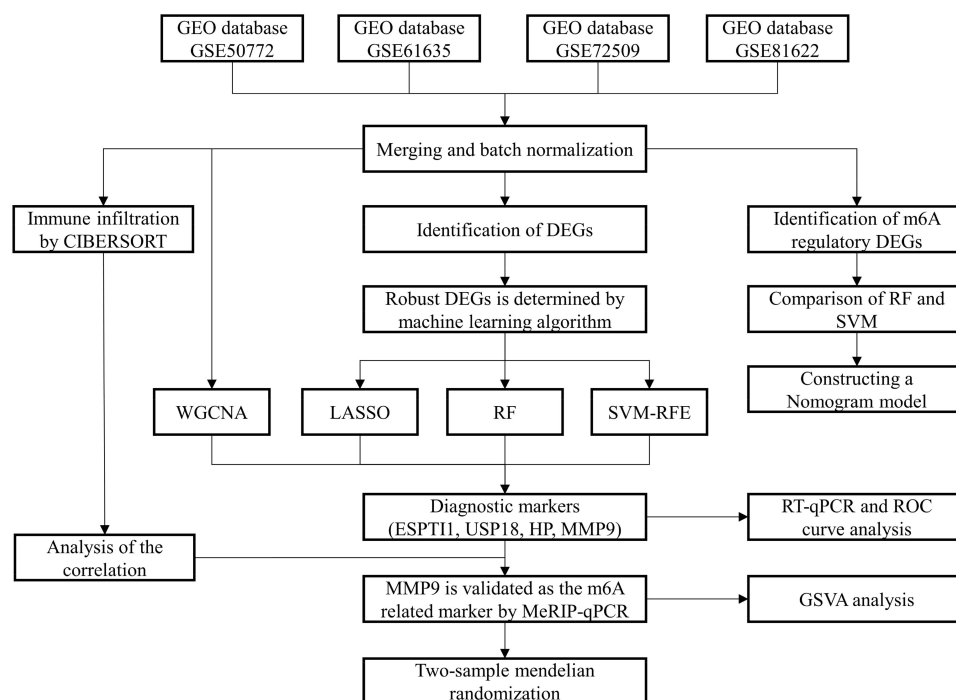 GEO database
GSE50772
GEO database
GSE61635
GEO database
GSE72509
GEO database
GSE81622
Merging and batch normalization
Immune infiltration
by CIBERSORT
Identification of DEGs
Identification of m6A
regulatory DEGs
Robust DEGs is determined by
machine learning algorithm
Comparison of RF and
SVM
WGCNA
LASSO
RF
SVM-RFE
Constructing a
Nomogram model
Diagnostic markers
(ESPTI1, USP18, HP, MMP9)
RT-qPCR and ROC
curve analysis
Analysis of the
correlation
MMP9 is validated as the m6A
related marker by MeRIP-qPCR
GSVA analysis
Two-sample mendelian
randomization